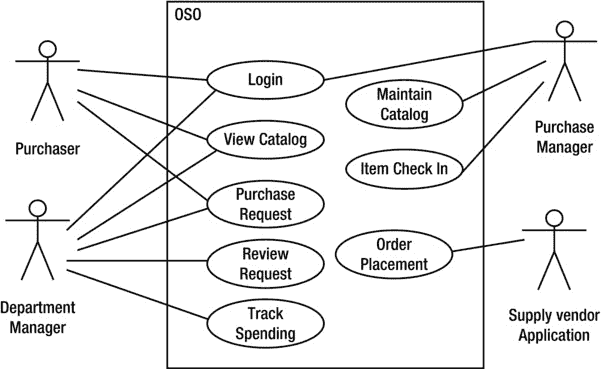 OSO
Login
View Catalog
Purchase
Request
Review
Request
Track
Spending
Maintain
Catalog
Item Check In
Order
Placement
Purchaser
Department
Manager
Purchase
Manager
Supply vendor
Application